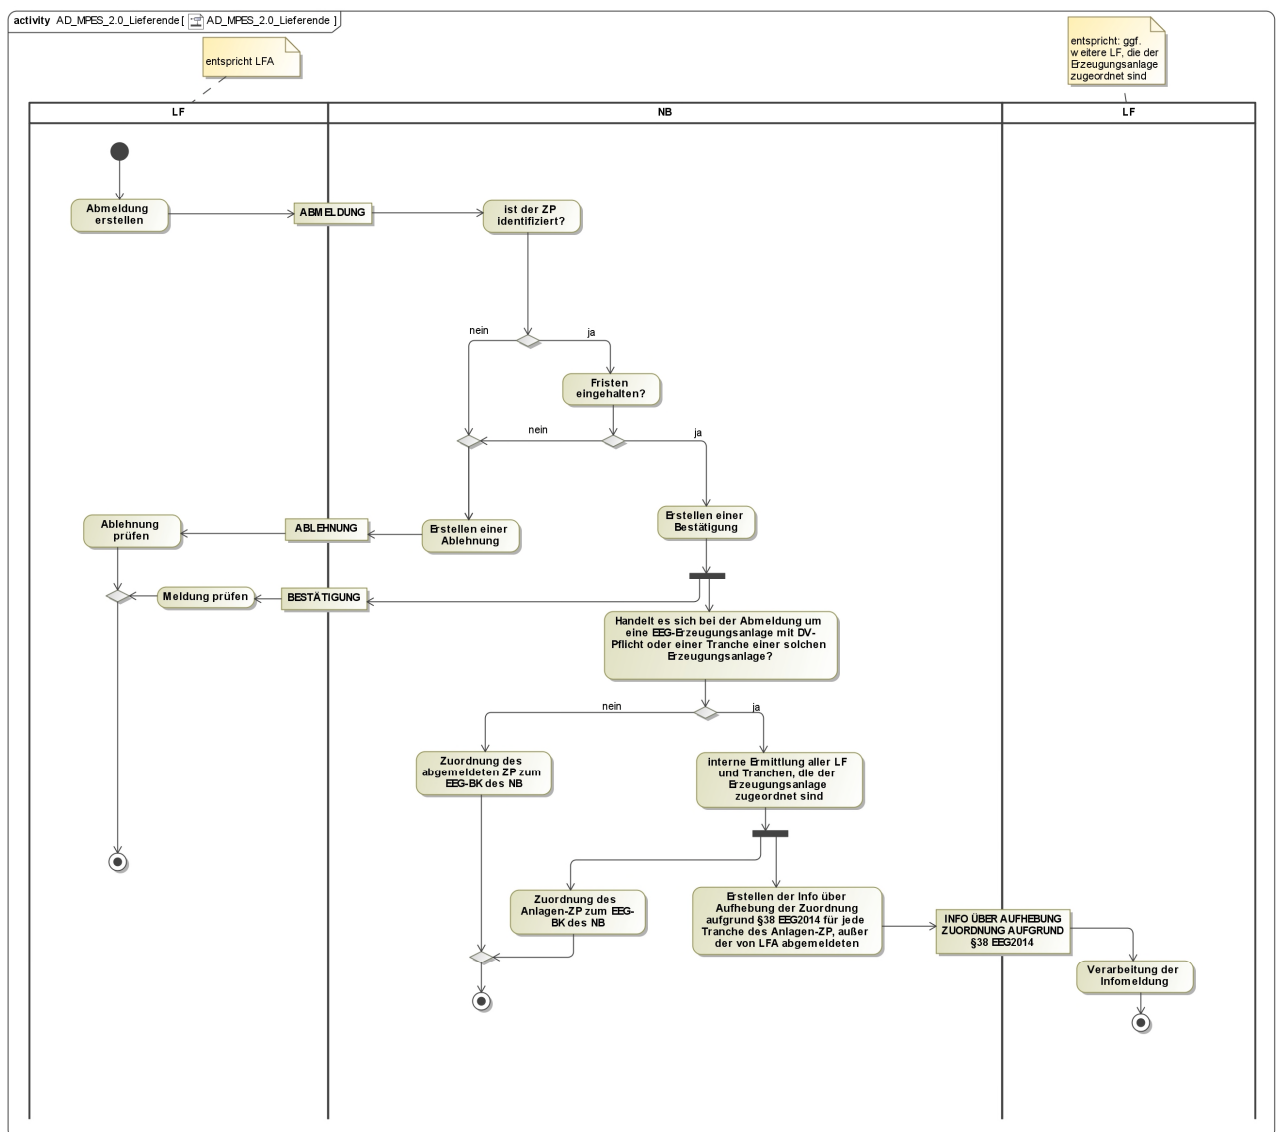 activity AD_MPES_2.0_Lieferende [ AD_MPES_2.0_Lieferende ]
entspricht LFA
entspricht: ggf.
weitere LF, die der
Erzeugungsanlage
zugeordnet sind
LF
NB
LF
Abmeldung
erstellen
ABMELDUNG
ist der ZP
identifiziert?
nein
ja
Fristen
eingehalten?
nein
ja
Ablehnung
prüfen
ABLEHNUNG
Erstellen einer
Ablehnung
Erstellen einer
Bestätigung
Meldung prüfen
BESTÄTIGUNG
Handelt es sich bei der Abmeldung um
eine EEG-Erzeugungsanlage mit DV-
Pflicht oder einer Tranche einer solchen
Erzeugungsanlage?
nein
ja
Zuordnung des
abgemeldeten ZP zum
EEG-BK des NB
interne Ermittlung aller LF
und Tranchen, die der
Erzeugungsanlage
zugeordnet sind
Zuordnung des
Anlagen-ZP zum EEG-
BK des NB
Erstellen der Info über
Aufhebung der Zuordnung
aufgrund §38 EEG2014 für jede
Tranche des Anlagen-ZP, außer
der von LFA abgemeldeten
INFO ÜBER AUFHEBUNG
ZUORDNUNG AUFGRUND
§38 EEG2014
Verarbeitung der
Infomeldung